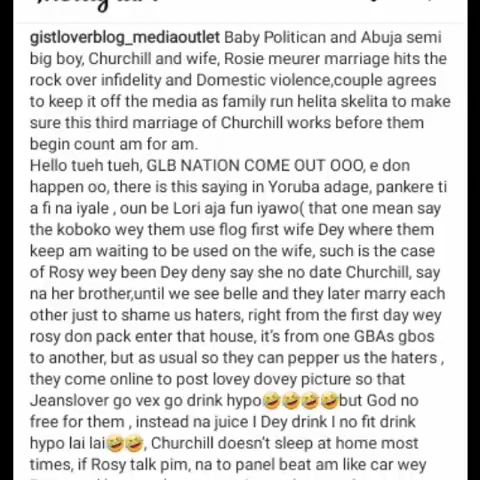 gistloverblog_mediaoutlet Baby Politican and Abuja semi
big boy, Churchill and wife, Rosie meurer marriage hits the
rock over infidelity and Domestic violence,couple agrees
to keep it off the media as family run helita skelita to make
sure this third marriage of Churchill works before them
begin count am for am.
Hello tueh tueh, GLB NATION COME OUT OOO, e don
happen oo, there is this saying in Yoruba adage, pankere ti
a fi na iyale , oun be Lori aja fun iyawo( that one mean say
the koboko wey them use flog first wife Dey where them
keep am waiting to be used on the wife, such is the case
of Rosy wey been Dey deny say she no date Churchill, say
na her brother,until we see belle and they later marry each
other just to shame us haters, right from the first day wey
rosy don pack enter that house, it's from one GBAs gbos
to another, but as usual so they can pepper us the haters ,
they come online to post lovey dovey picture so that
Jeanslover go vex go drink hypo🤣🤣🤣🤣but God no
free for them , instead na juice I Dey drink I no fit drink
hypo lai lai🤣🤣, Churchill doesn't sleep at home most
times, if Rosy talk pim, na to panel beat am like car wey